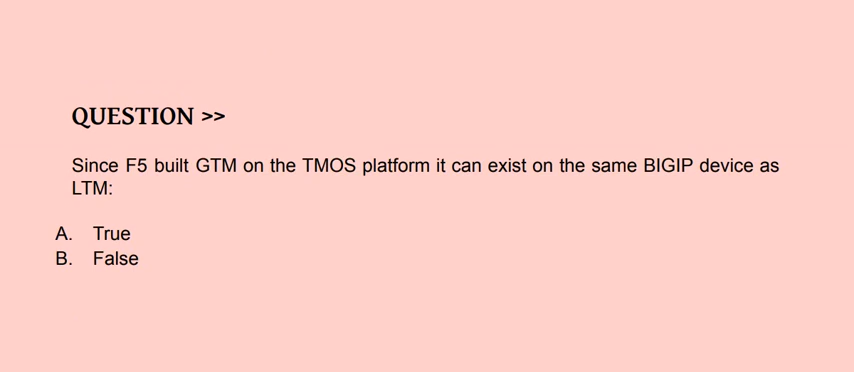 QUESTION >>
Since F5 built GTM on the TMOS platform it can exist on the same BIGIP device as
LTM:
A. True
B. False